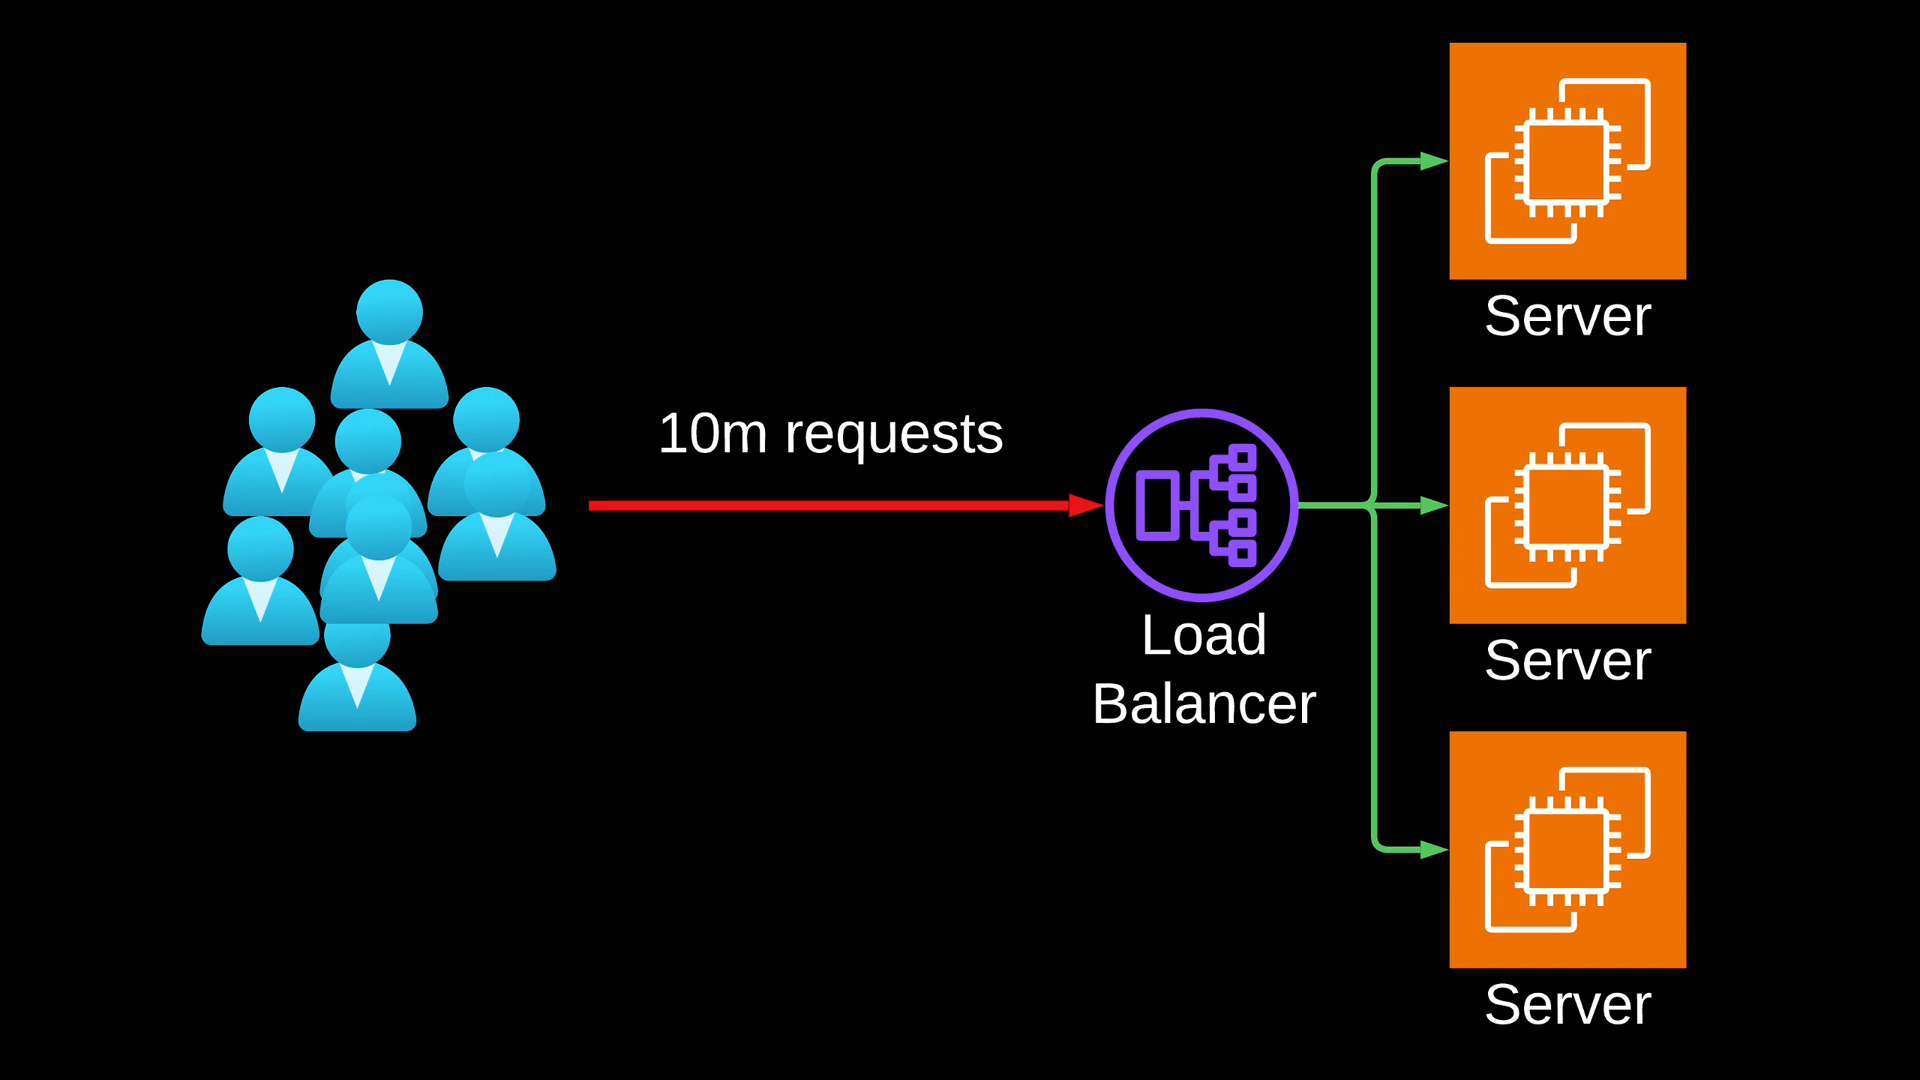 10m requests
Load
Balancer
Server
Server
Server